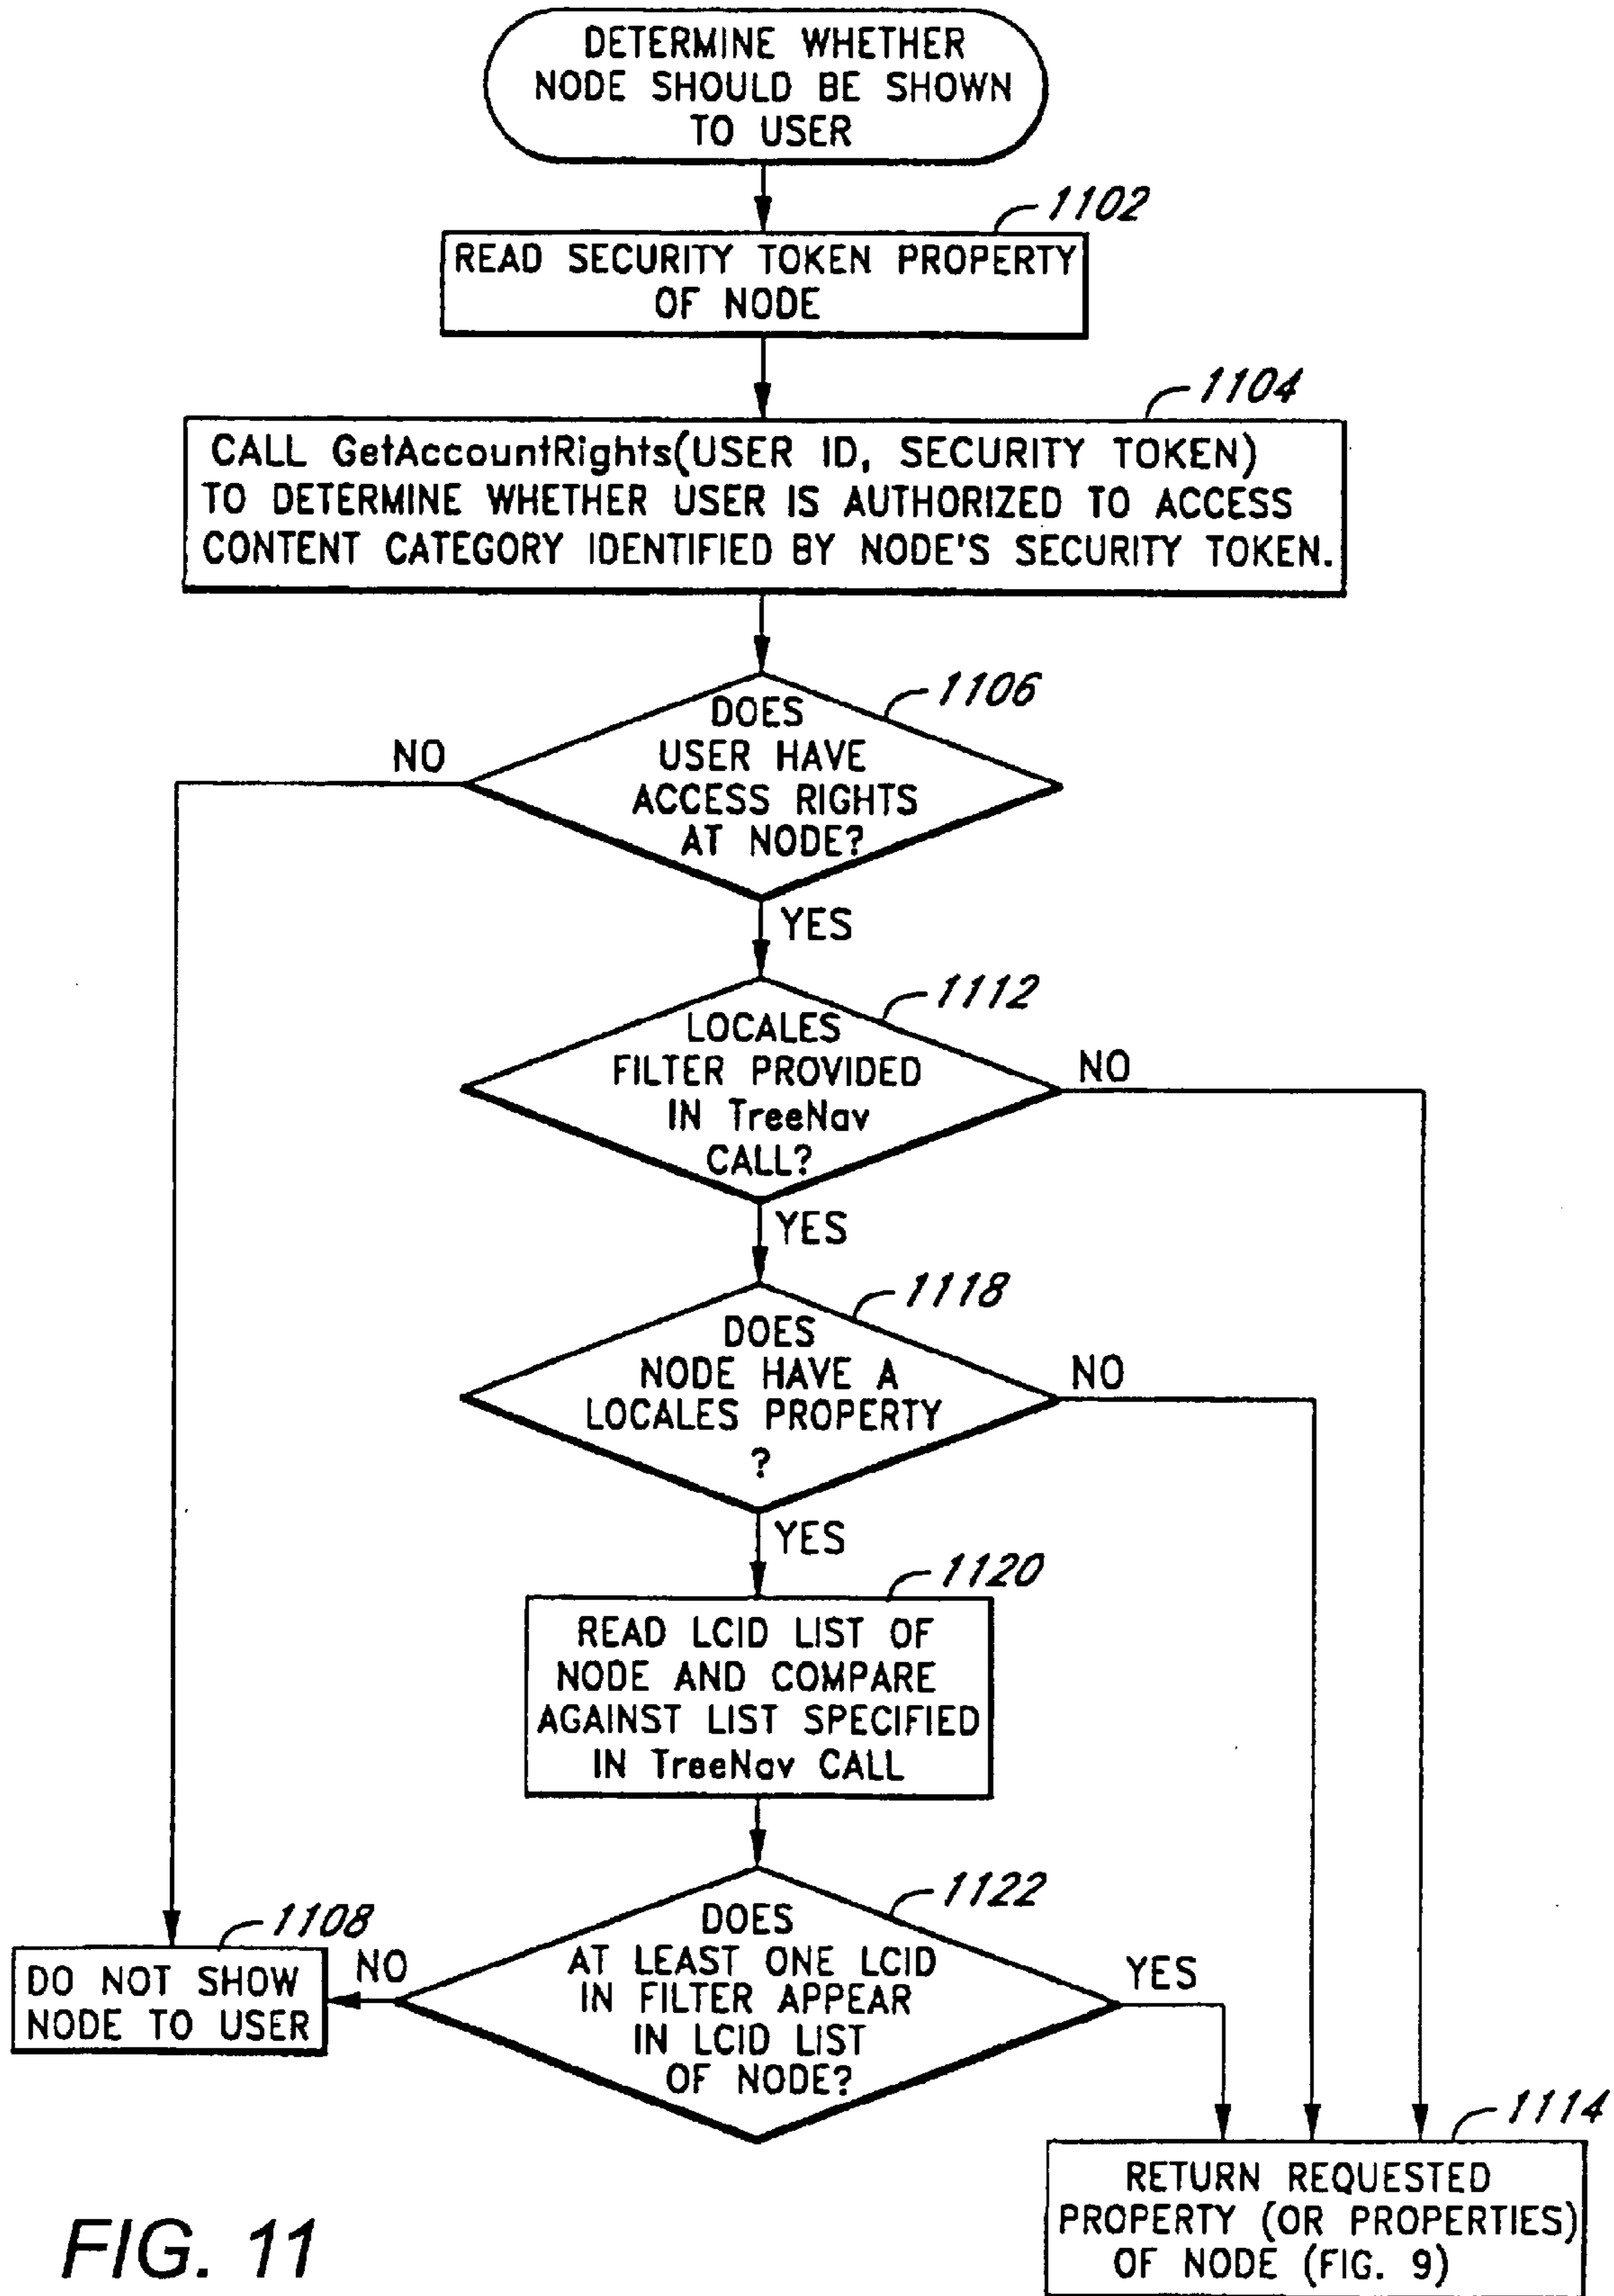 DETERMINE WHETHER
NODE SHOULD BE SHOWN
TO USER
1102
READ SECURITY TOKEN PROPERTY
OF NODE
1104
CALL GetAccountRights(USER ID, SECURITY TOKEN)
TO DETERMINE WHETHER USER IS AUTHORIZED TO ACCESS
CONTENT CATEGORY IDENTIFIED BY NODE'S SECURITY TOKEN.
1106
DOES
USER HAVE
ACCESS RIGHTS
AT NODE?
NO
YES
1112
LOCALES
FILTER PROVIDED
IN TreeNav
CALL?
NO
YES
1118
DOES
NODE HAVE A
LOCALES PROPERTY
?
NO
YES
1120
READ LCID LIST OF
NODE AND COMPARE
AGAINST LIST SPECIFIED
IN TreeNav CALL
1122
DOES
AT LEAST ONE LCID
IN FILTER APPEAR
IN LCID LIST
OF NODE?
NO
YES
1108
DO NOT SHOW
NODE TO USER
1114
RETURN REQUESTED
PROPERTY (OR PROPERTIES)
OF NODE (FIG. 9)
FIG. 11